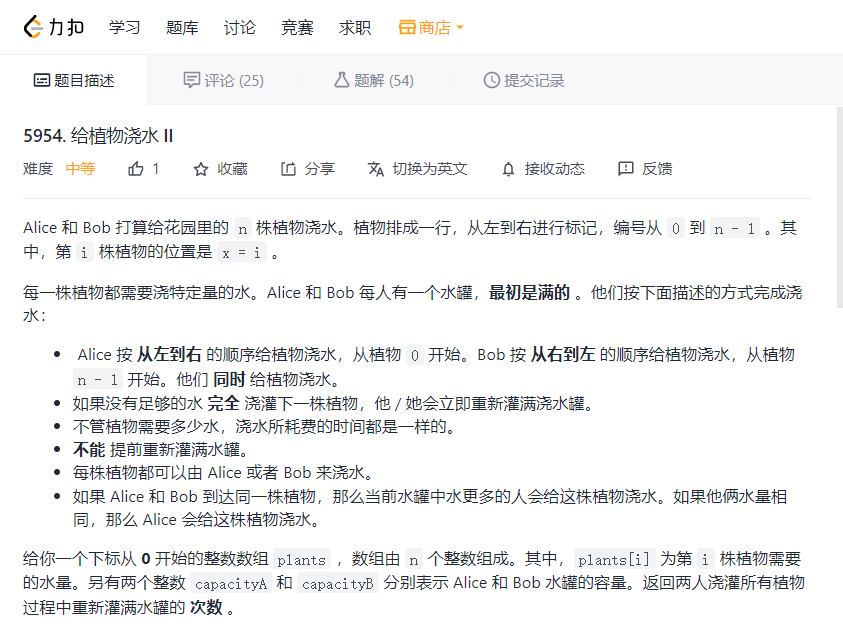 力扣 学习 题库 讨论 竞赛 求职 商店
题目描述 评论 (25) 题解 (54) 提交记录
5954. 给植物浇水 II
难度 中等 1 收藏 分享 切换为英文 接收动态 反馈
Alice 和 Bob 打算给花园里的 n 株植物浇水。植物排成一行，从左到右进行标记，编号从 0 到 n - 1 。其
中，第 i 株植物的位置是 x = i 。
每一株植物都需要浇特定量的水。Alice 和 Bob 每人有一个水罐，最初是满的 。他们按下面描述的方式完成浇
水：
Alice 按 从左到右 的顺序给植物浇水，从植物 0 开始。Bob 按 从右到左 的顺序给植物浇水，从植物
n - 1 开始。他们 同时 给植物浇水。
如果没有足够的水 完全 浇灌下一株植物，他 / 她会立即重新灌满浇水罐。
不管植物需要多少水，浇水所耗费的时间都是一样的。
不能 提前重新灌满水罐。
每株植物都可以由 Alice 或者 Bob 来浇水。
如果 Alice 和 Bob 到达同一株植物，那么当前水罐中水更多的人会给这株植物浇水。如果他俩水量相
同，那么 Alice 会给这株植物浇水。
给你一个下标从 0 开始的整数数组 plants ，数组由 n 个整数组成。其中，plants[i] 为第 i 株植物需要
的水量。另有两个整数 capacityA 和 capacityB 分别表示 Alice 和 Bob 水罐的容量。返回两人浇灌所有植物
过程中重新灌满水罐的 次数 。